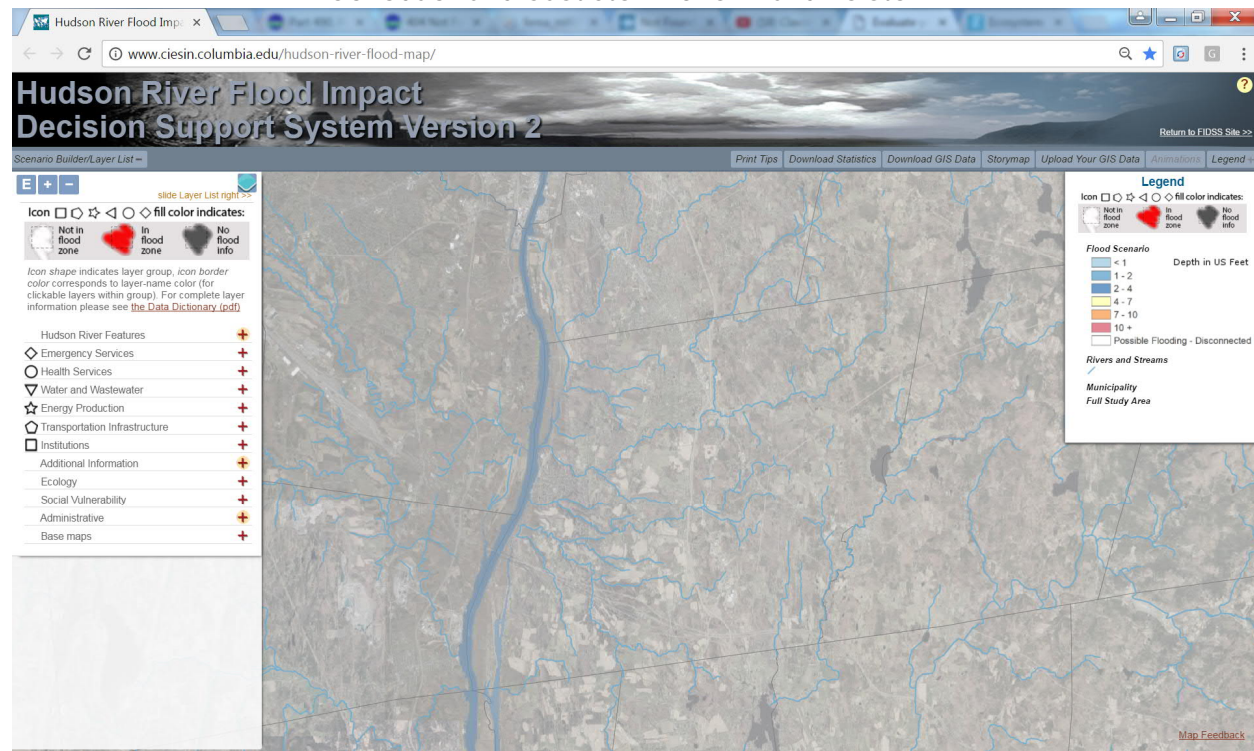 Hudson River Flood Impa ×
www.ciesin.columbia.edu/hudson-river-flood-map/
Hudson River Flood Impact
Decision Support System Version 2
?
Return to FIDSS Site >>
Scenario Builder/Layer List –
Print Tips
Download Statistics
Download GIS Data
Storymap
Upload Your GIS Data
Animations
Legend +
E + –
slide Layer List right >>
Icon fill color indicates:
Not in flood zone
In flood zone
No flood info
Icon shape indicates layer group, icon border
color corresponds to layer-name color (for
clickable layers within group). For complete layer
information please see the Data Dictionary (pdf)
Hudson River Features +
Emergency Services +
Health Services +
Water and Wastewater +
Energy Production +
Transportation Infrastructure +
Institutions +
Additional Information +
Ecology +
Social Vulnerability +
Administrative +
Base maps +
Legend
Icon fill color indicates:
Not in flood zone
In flood zone
No flood info
Flood Scenario
< 1 Depth in US Feet
1 - 2
2 - 4
4 - 7
7 - 10
10 +
Possible Flooding - Disconnected
Rivers and Streams
Municipality
Full Study Area
Map Feedback